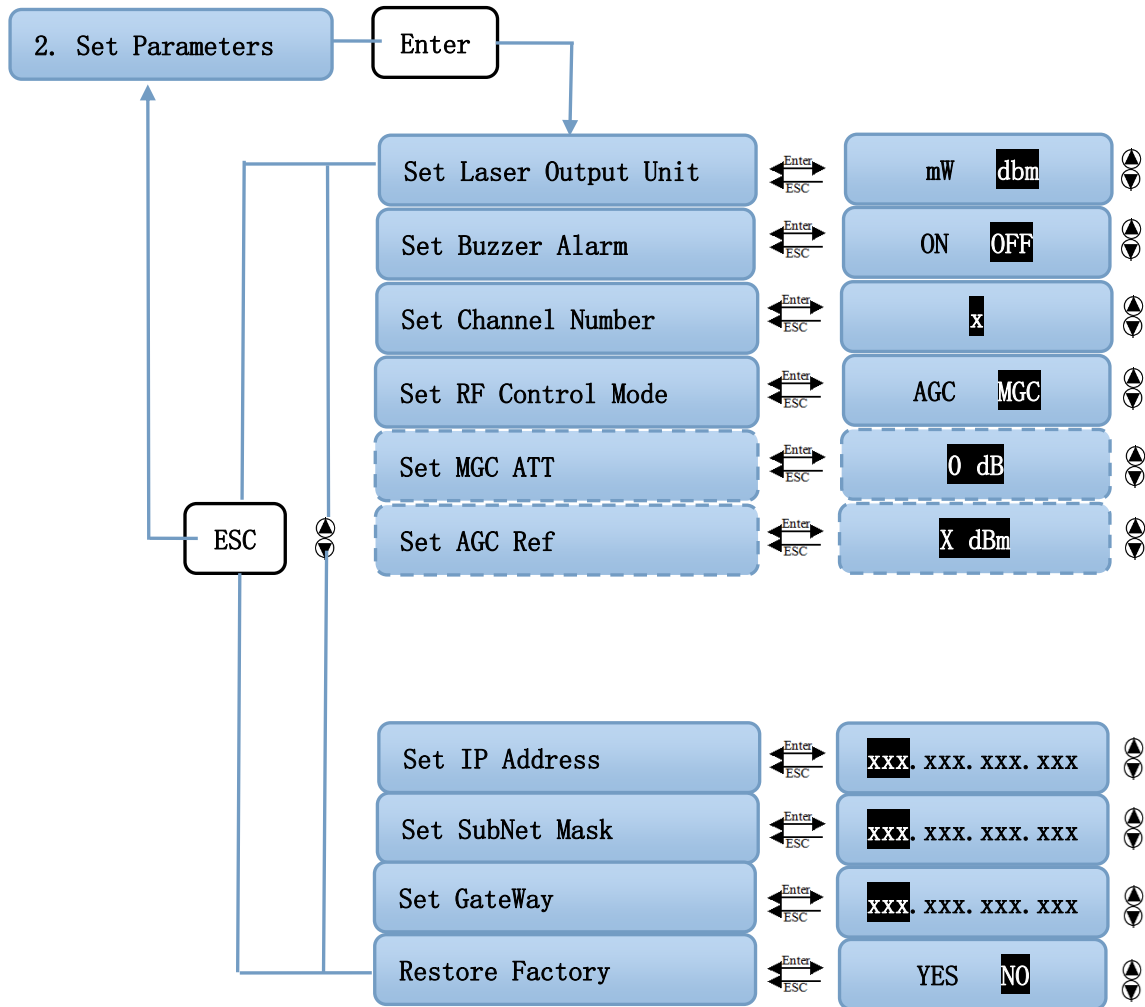 2. Set Parameters
Enter
Set Laser Output Unit
Enter
ESC
mW dbm
Set Buzzer Alarm
Enter
ESC
ON OFF
Set Channel Number
Enter
ESC
x
Set RF Control Mode
Enter
ESC
AGC MGC
Set MGC ATT
Enter
ESC
0 dB
ESC
Set AGC Ref
Enter
ESC
X dBm
Set IP Address
Enter
ESC
xxx.xxx.xxx.xxx
Set SubNet Mask
Enter
ESC
xxx.xxx.xxx.xxx
Set GateWay
Enter
ESC
xxx.xxx.xxx.xxx
Restore Factory
Enter
ESC
YES NO